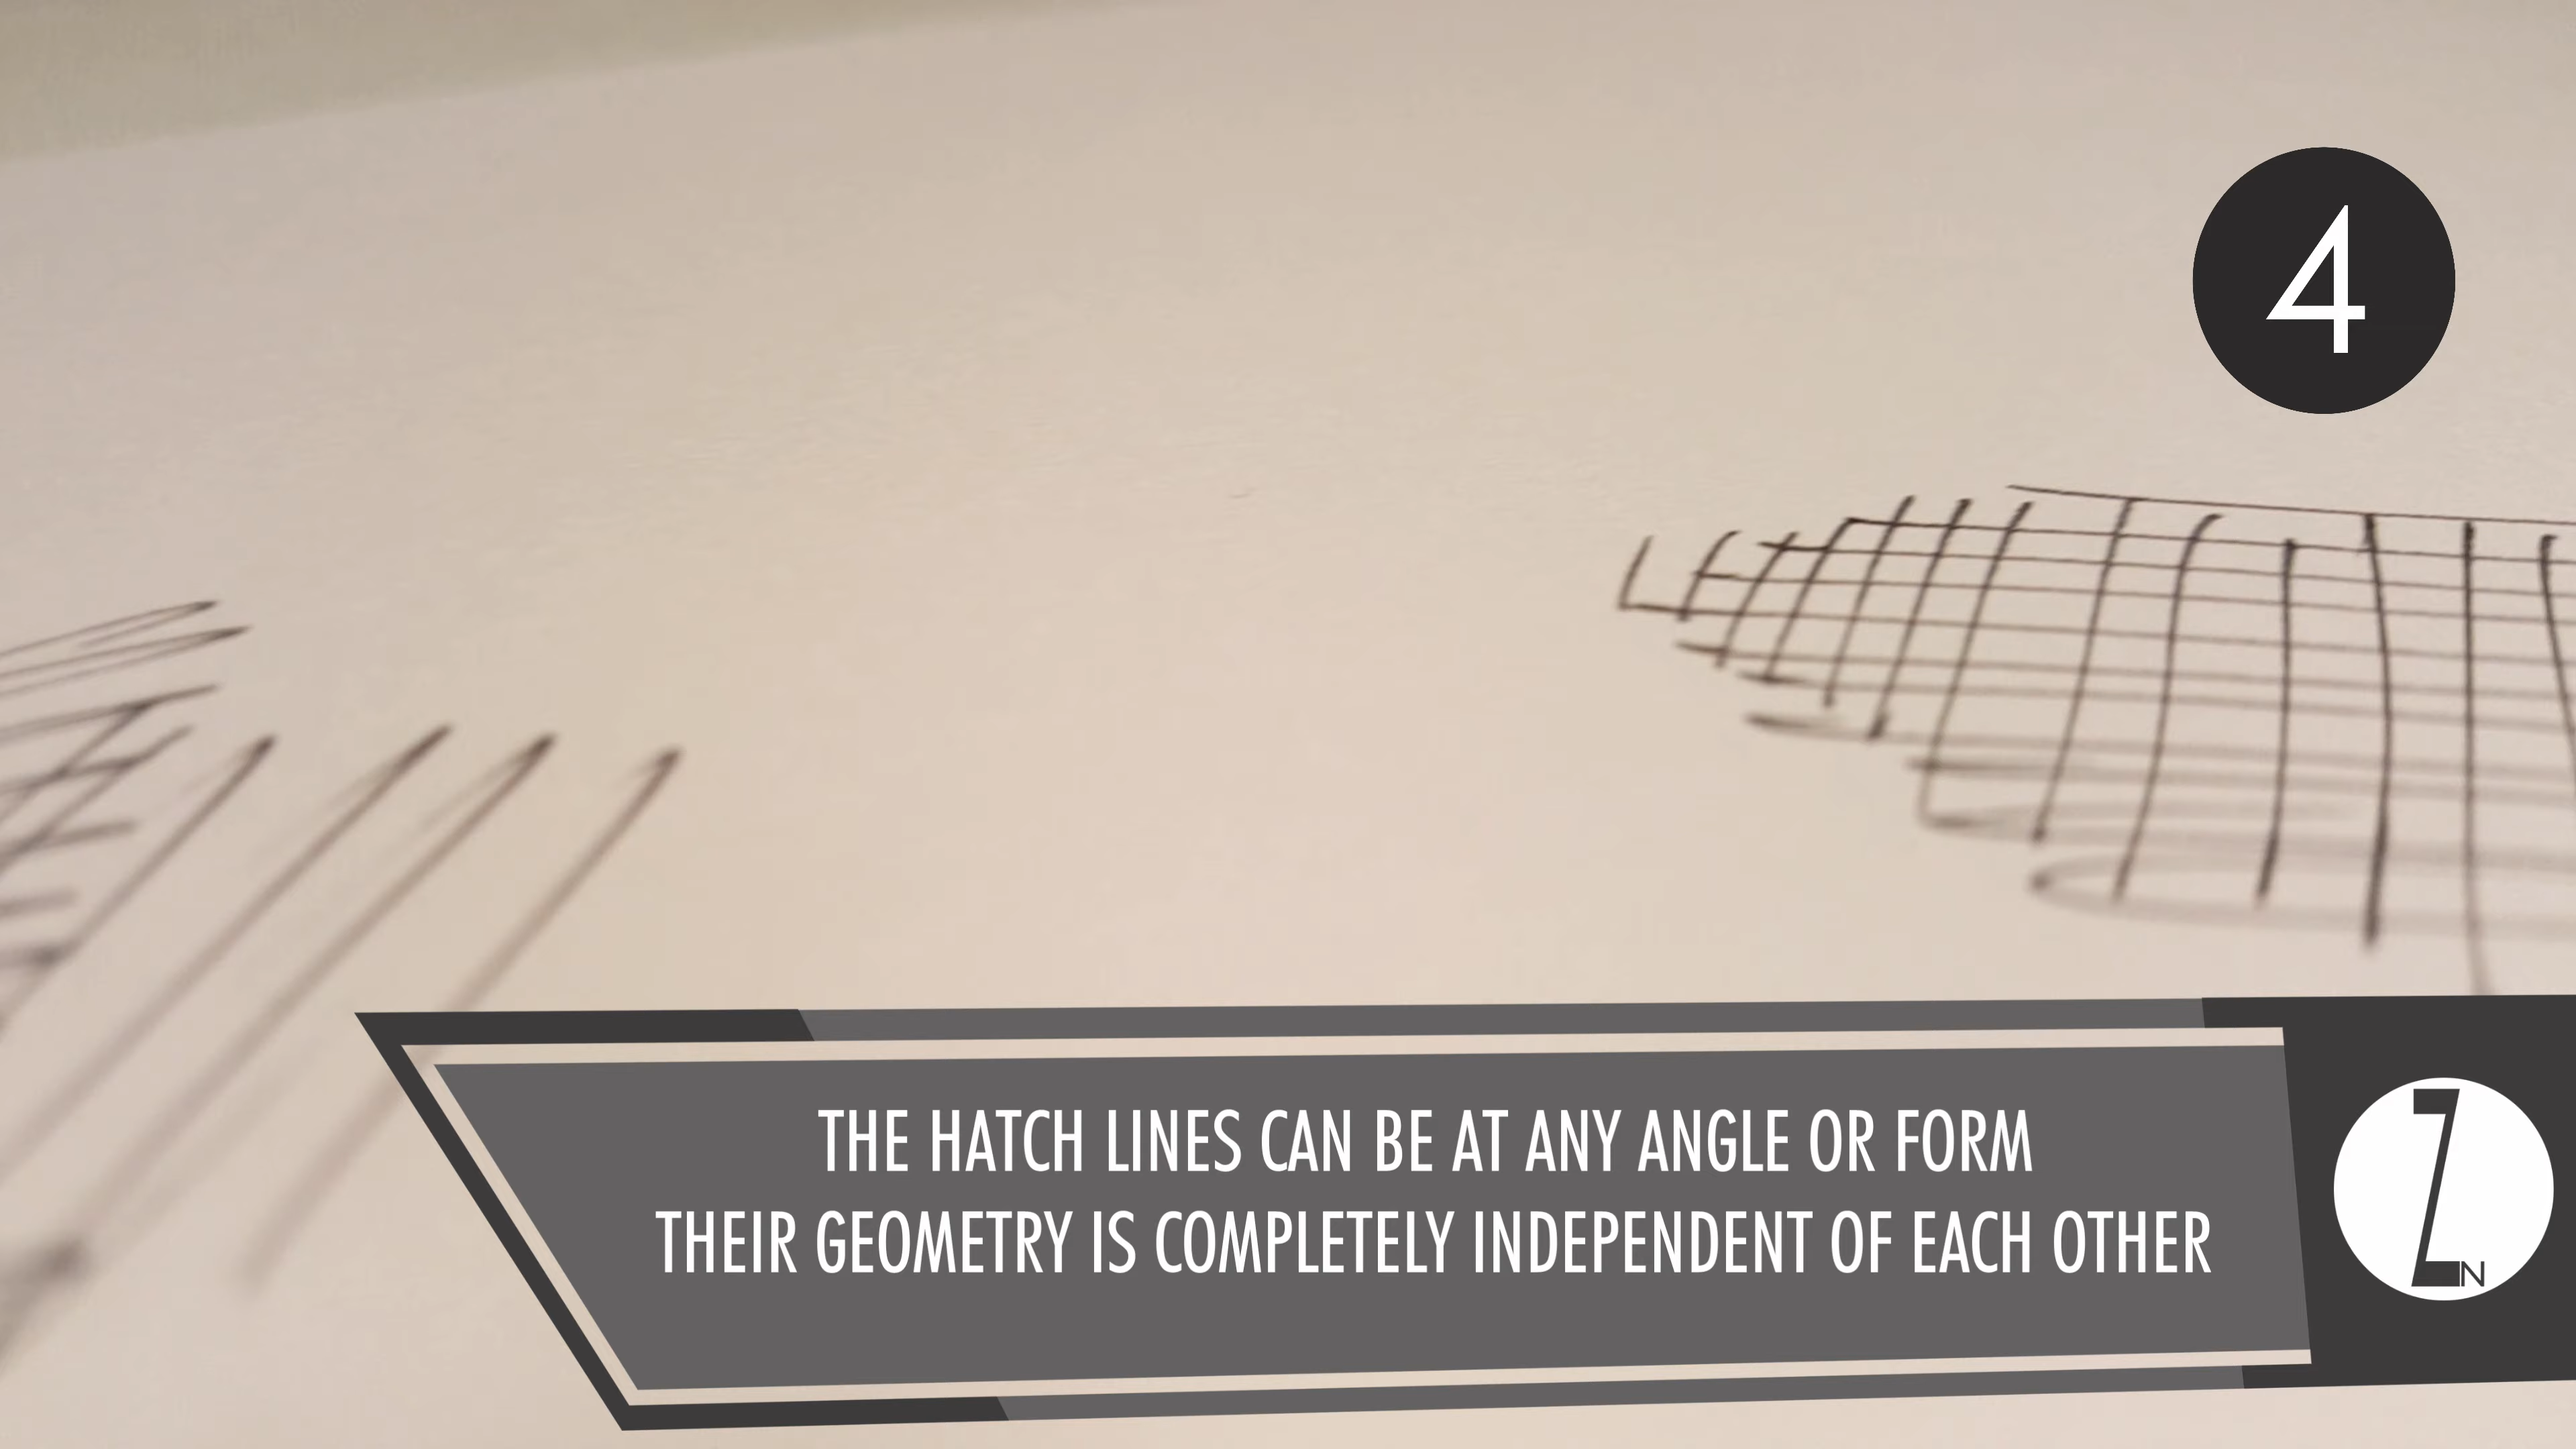 4
THE HATCH LINES CAN BE AT ANY ANGLE OR FORM
THEIR GEOMETRY IS COMPLETELY INDEPENDENT OF EACH OTHER
ZN